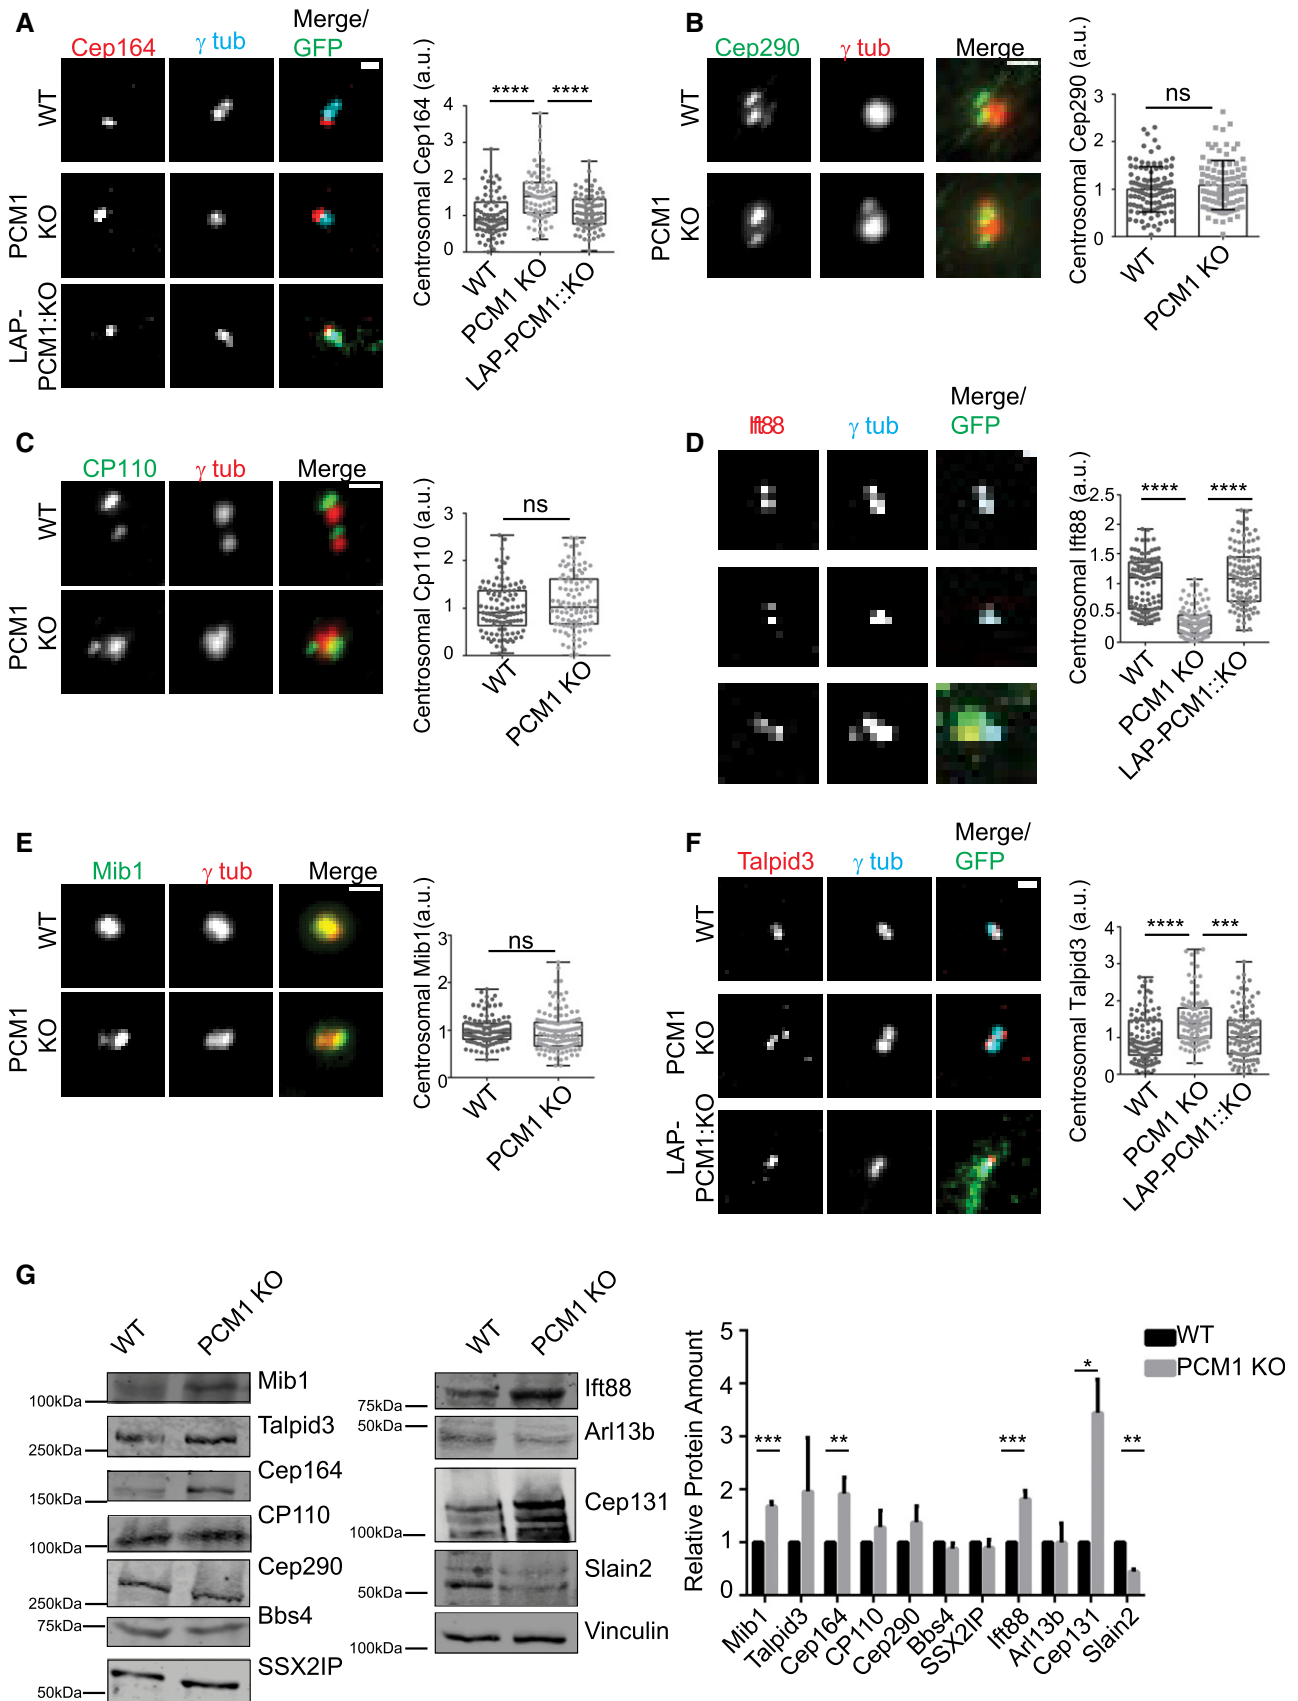 A
Cep164
γ tub
Merge/
GFP
WT
PCM1
KO
LAP-
PCM1:KO
Centrosomal Cep164 (a.u.)
4
3
2
1
0
****
****
WT
PCM1 KO
LAP-PCM1::KO
B
Cep290
γ tub
Merge
WT
PCM1
KO
Centrosomal Cep290 (a.u.)
3
2
1
0
ns
WT
PCM1 KO
C
CP110
γ tub
Merge
WT
PCM1
KO
Centrosomal Cp110 (a.u.)
3
2
1
0
ns
WT
PCM1 KO
D
Ift88
γ tub
Merge/
GFP
Centrosomal Ift88 (a.u.)
2.5
2
1.5
1
0.5
0
****
****
WT
PCM1 KO
LAP-PCM1::KO
E
Mib1
γ tub
Merge
WT
PCM1
KO
Centrosomal Mib1(a.u.)
3
2
1
0
ns
WT
PCM1 KO
F
Talpid3
γ tub
Merge/
GFP
WT
PCM1
KO
LAP-
PCM1:KO
Centrosomal Talpid3 (a.u.)
4
3
2
1
0
****
***
WT
PCM1 KO
LAP-PCM1::KO
G
WT
PCM1 KO
Mib1
100kDa
Talpid3
250kDa
Cep164
150kDa
CP110
100kDa
Cep290
250kDa
Bbs4
75kDa
SSX2IP
50kDa
WT
PCM1 KO
Ift88
75kDa
50kDa
Arl13b
Cep131
100kDa
Slain2
50kDa
Vinculin
100kDa
Relative Protein Amount
5
4
3
2
1
0
***
**
***
*
**
WT
PCM1 KO
Mib1
Talpid3
Cep164
CP110
Cep290
Bbs4
SSX2IP
Ift88
Arl13b
Cep131
Slain2